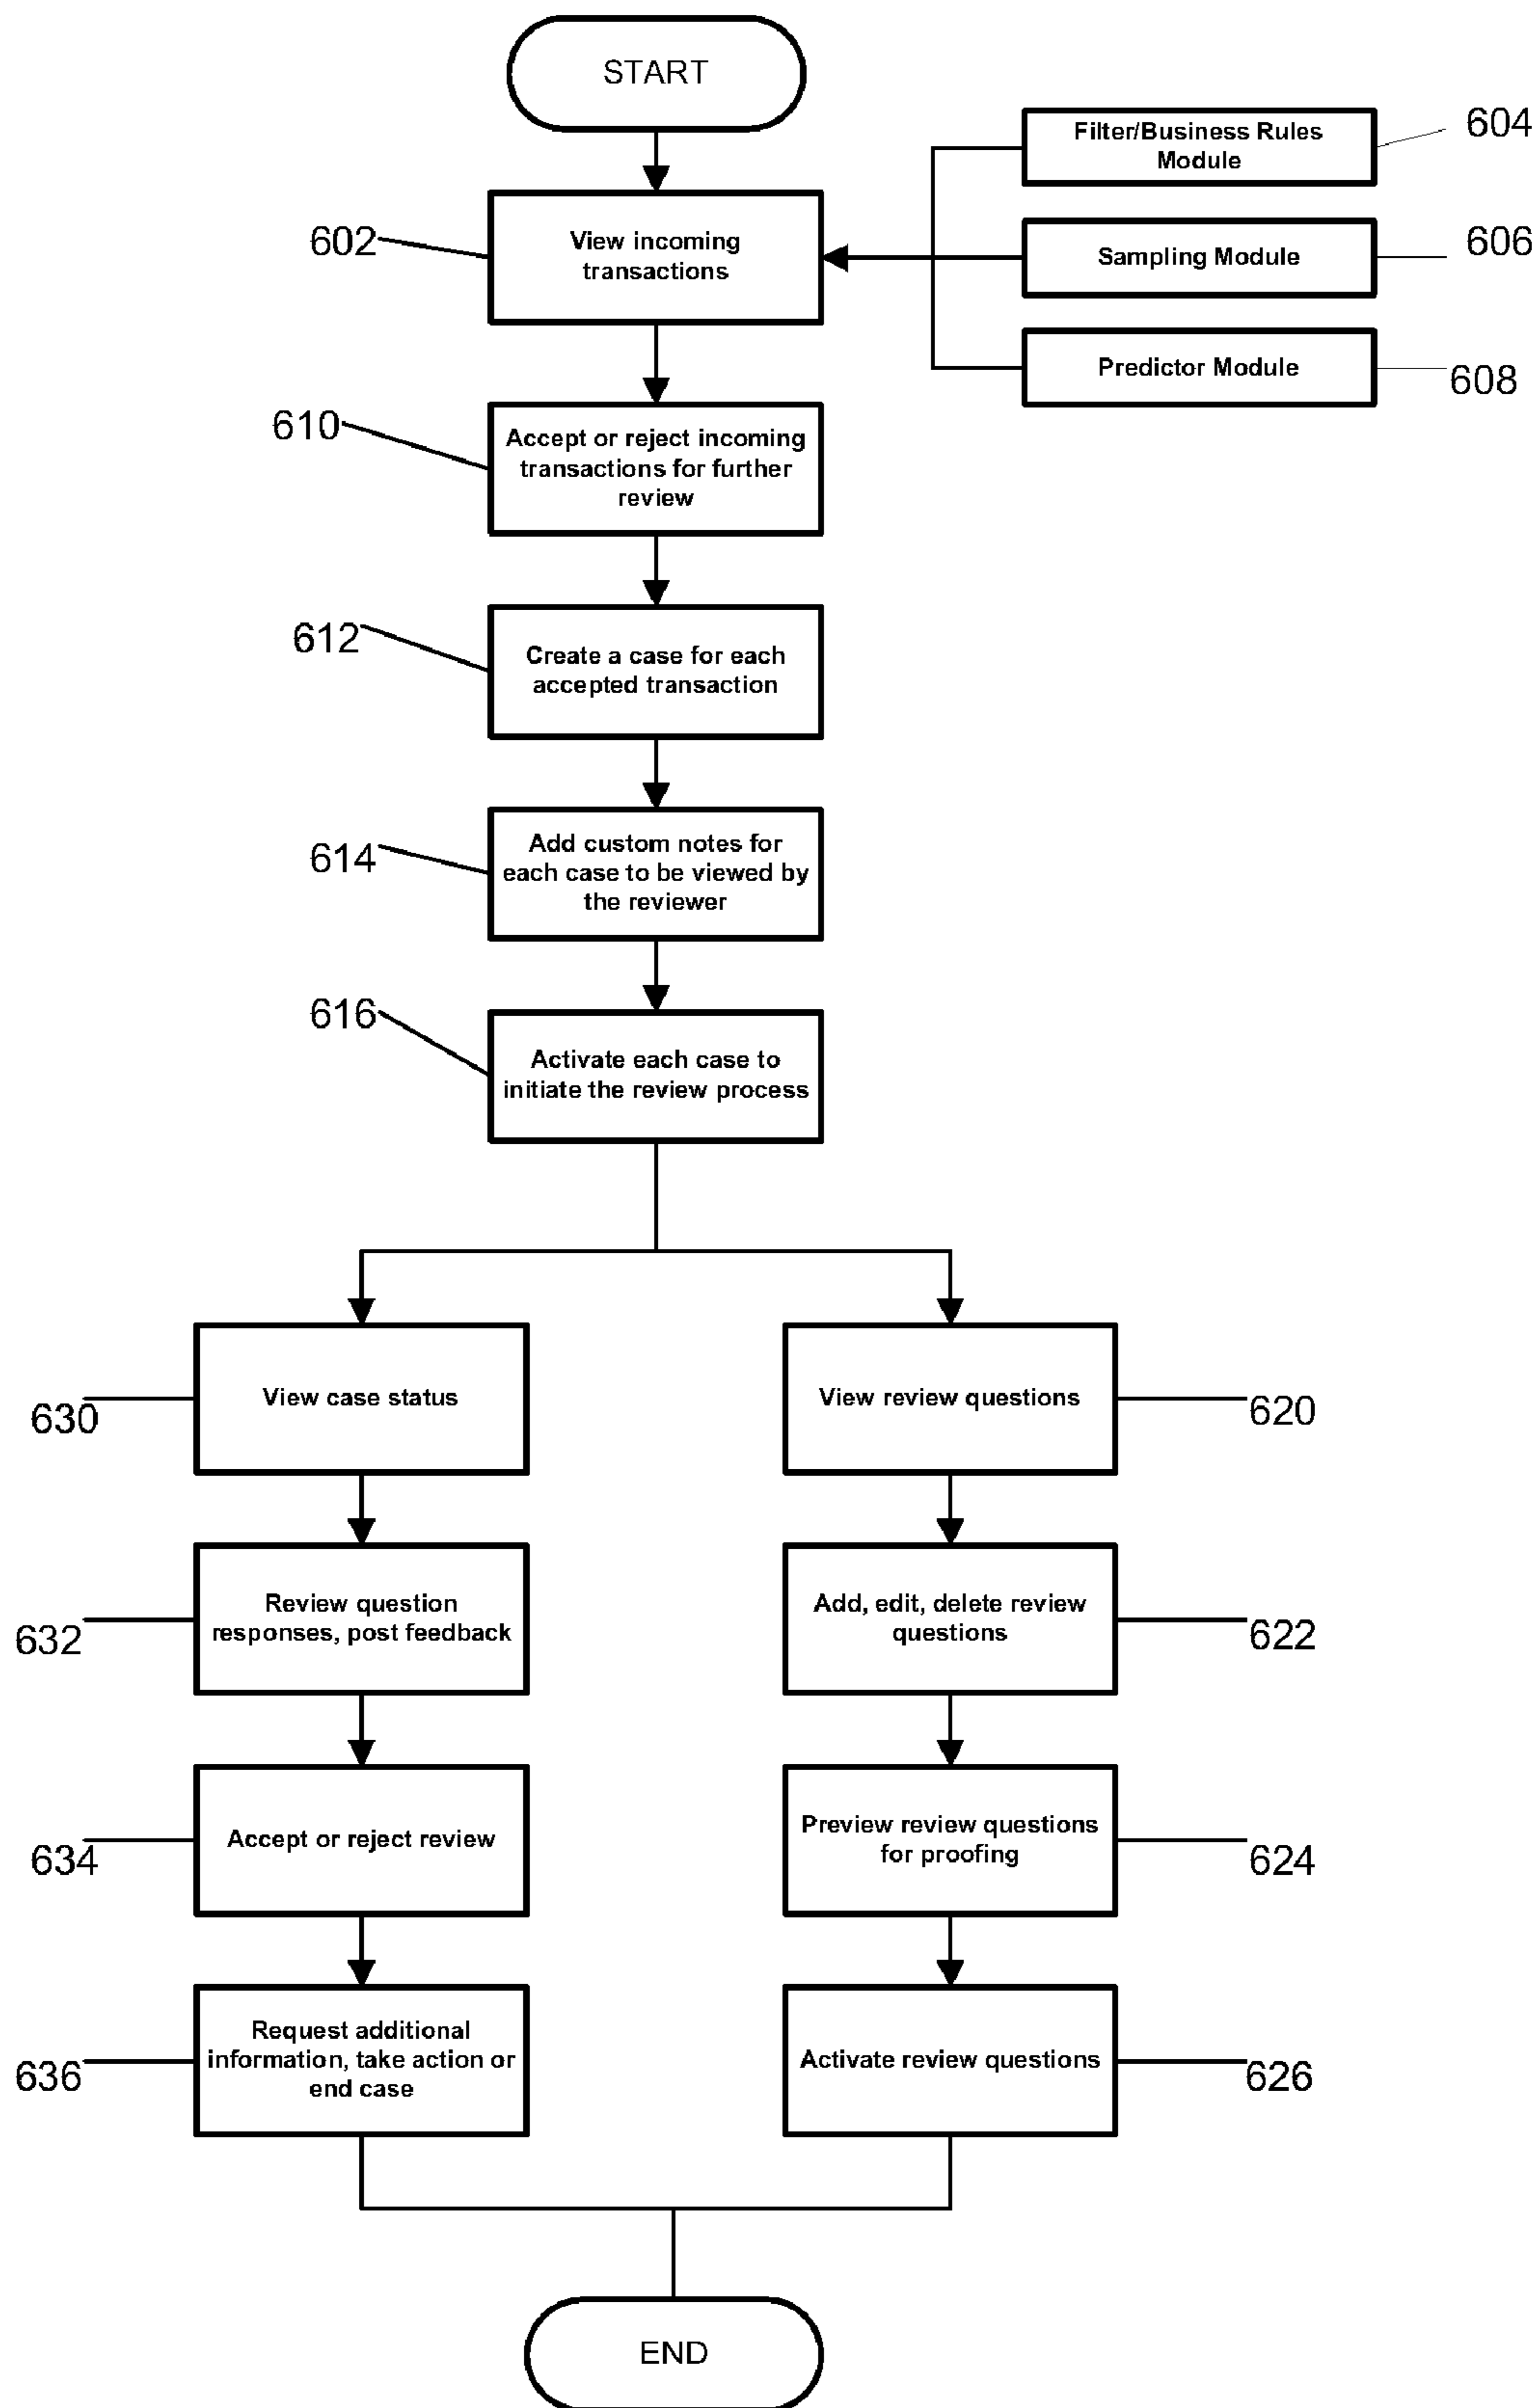 START
Filter/Business Rules
Module
604
602
View incoming
transactions
Sampling Module
606
Predictor Module
608
610
Accept or reject incoming
transactions for further
review
612
Create a case for each
accepted transaction
614
Add custom notes for
each case to be viewed by
the reviewer
616
Activate each case to
initiate the review process
630
View case status
View review questions
620
632
Review question
responses, post feedback
Add, edit, delete review
questions
622
634
Accept or reject review
Preview review questions
for proofing
624
636
Request additional
information, take action or
end case
Activate review questions
626
END